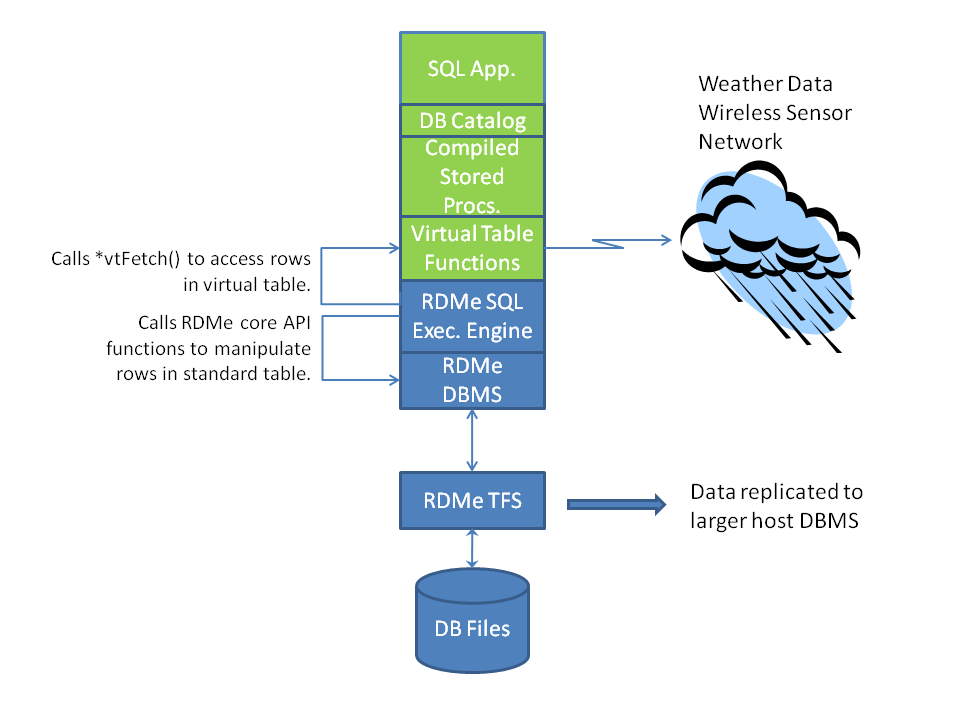 SQL App.
DB Catalog
Compiled
Stored
Procs.
Virtual Table
Functions
RDMe SQL
Exec. Engine
RDMe
DBMS
RDMe TFS
DB Files
Calls *vtFetch() to access rows
in virtual table.
Calls RDMe core API
functions to manipulate
rows in standard table.
Weather Data
Wireless Sensor
Network
Data replicated to
larger host DBMS